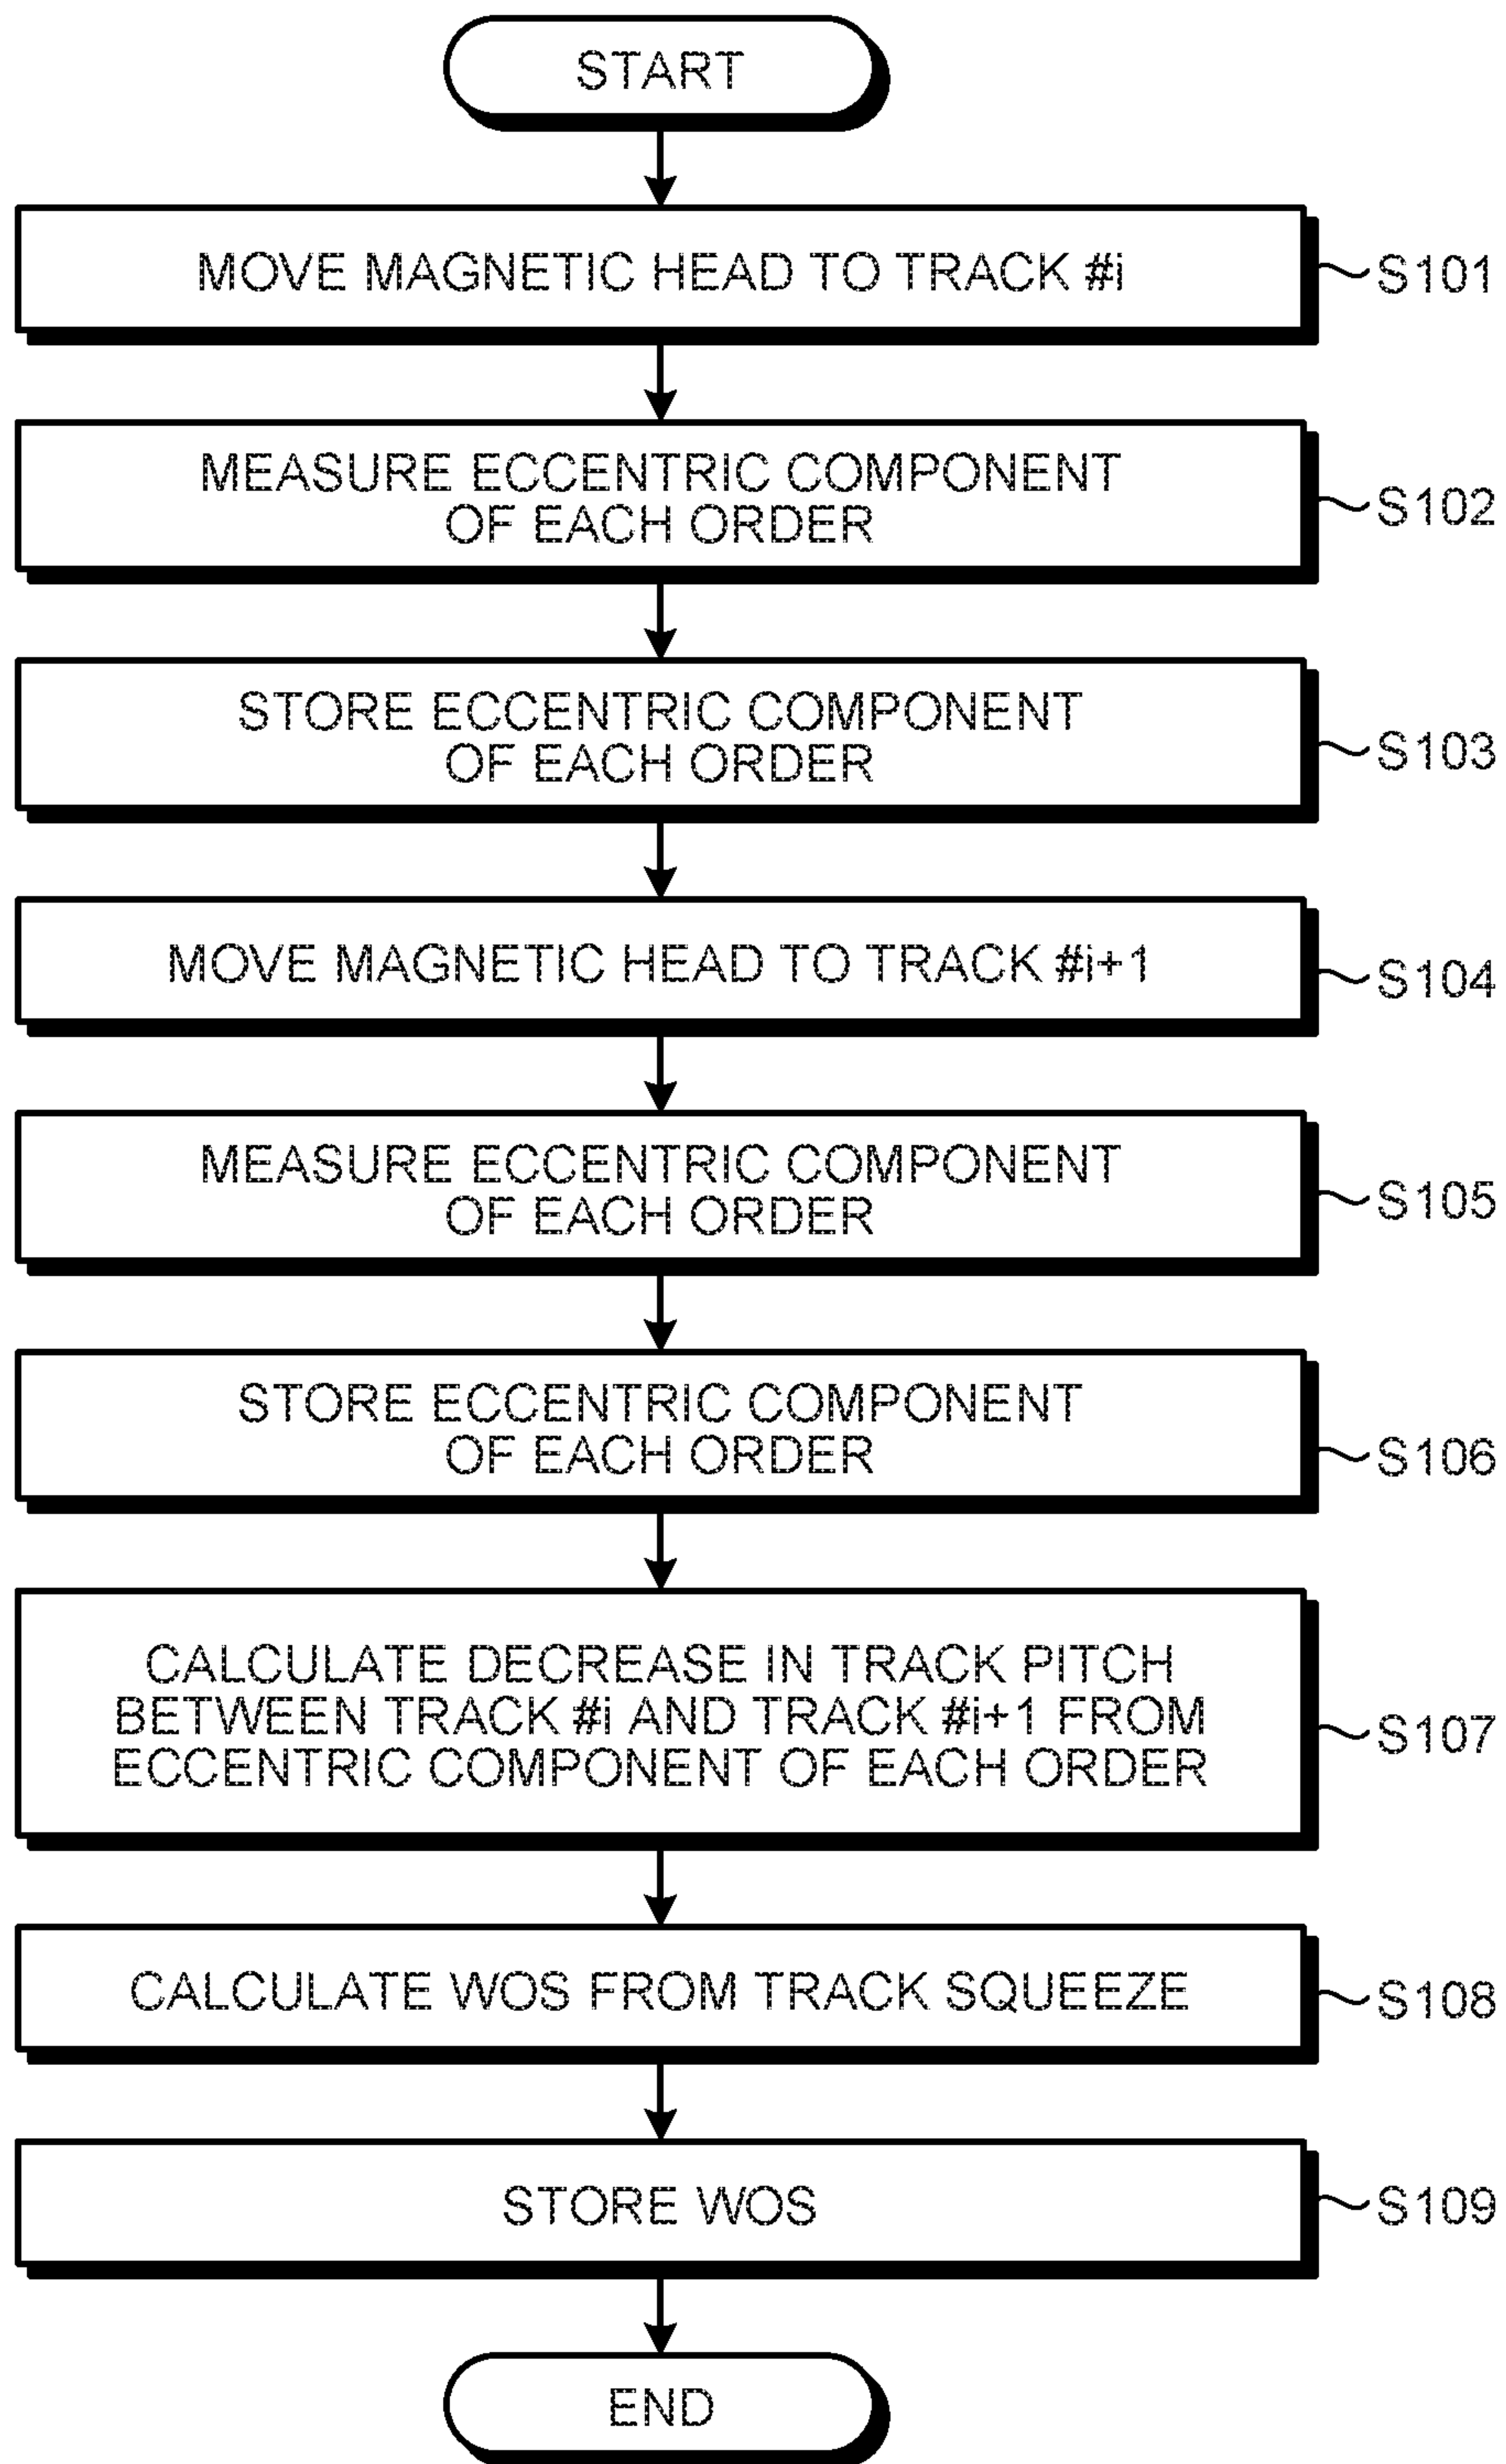 START
MOVE MAGNETIC HEAD TO TRACK #i
S101
MEASURE ECCENTRIC COMPONENT
OF EACH ORDER
S102
STORE ECCENTRIC COMPONENT
OF EACH ORDER
S103
MOVE MAGNETIC HEAD TO TRACK #i+1
S104
MEASURE ECCENTRIC COMPONENT
OF EACH ORDER
S105
STORE ECCENTRIC COMPONENT
OF EACH ORDER
S106
CALCULATE DECREASE IN TRACK PITCH
BETWEEN TRACK #i AND TRACK #i+1 FROM
ECCENTRIC COMPONENT OF EACH ORDER
S107
CALCULATE WOS FROM TRACK SQUEEZE
S108
STORE WOS
S109
END